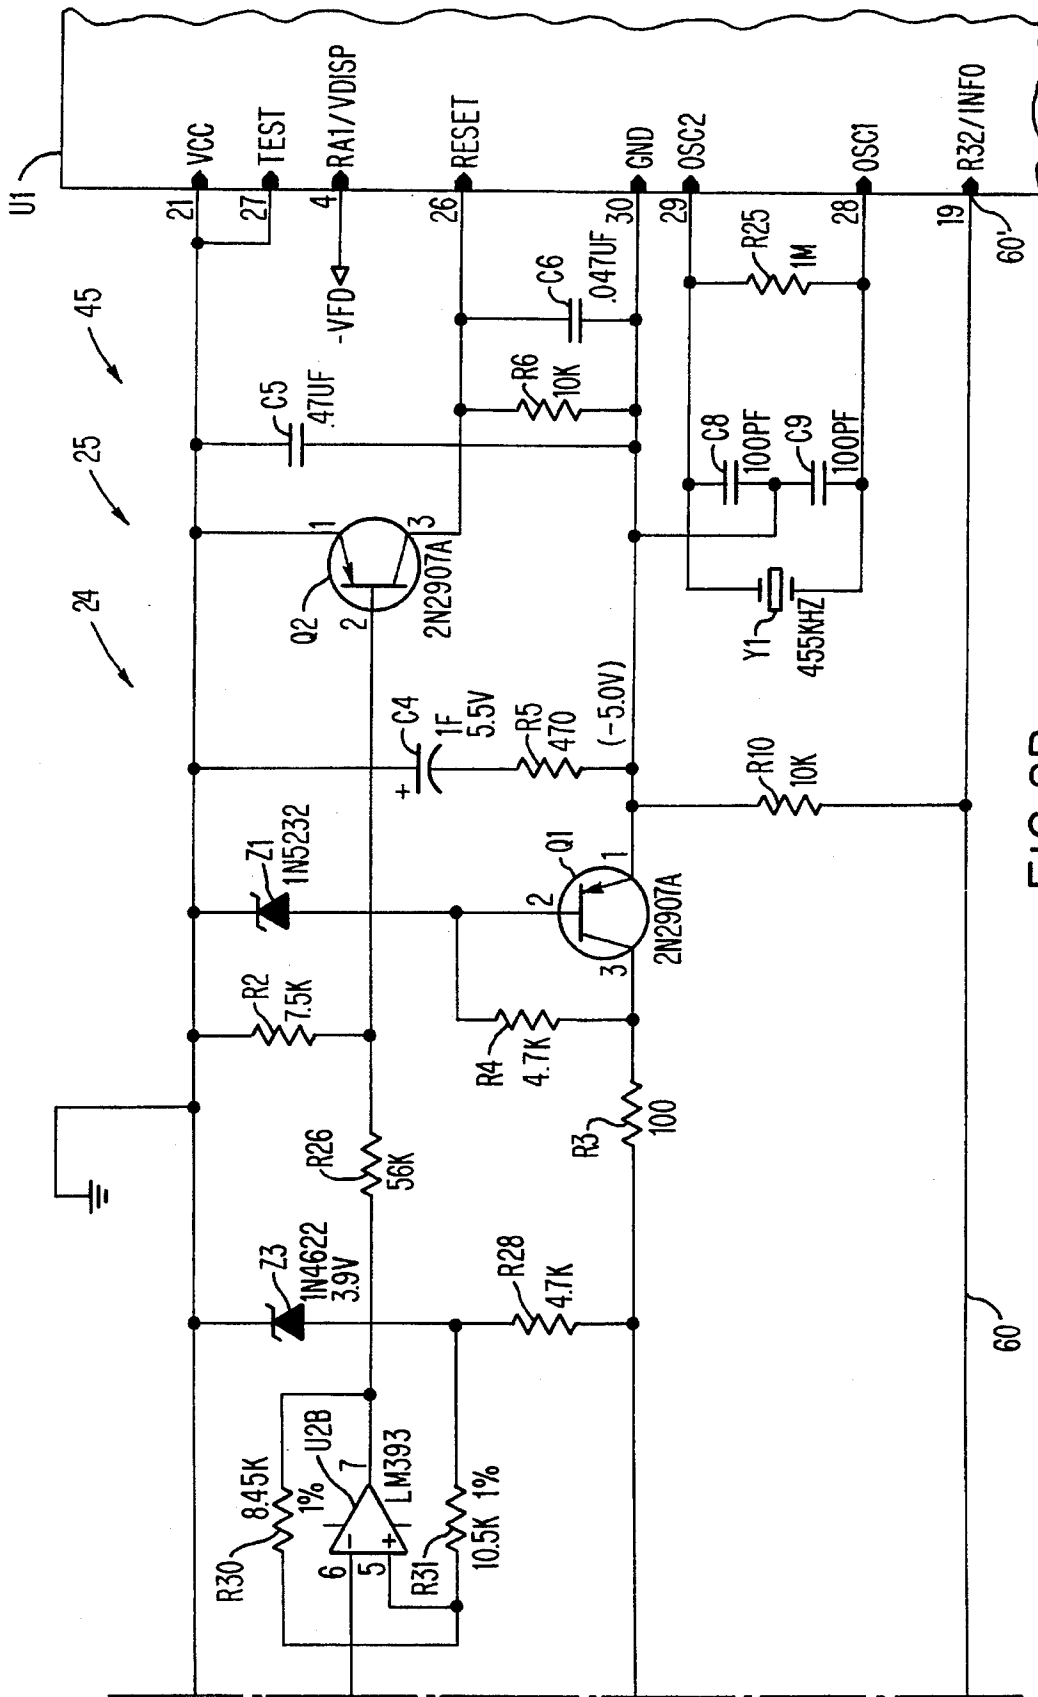 U1
45
25
24
21
VCC
27
TEST
4
RA1/VDISP
-VFD
26
RESET
30
GND
29
OSC2
28
OSC1
19
R32/INFO
60'
C5
.47UF
C6
.047UF
R6
10K
R25
1M
C8
100PF
C9
100PF
Y1
455KHZ
Q2
1
2
3
2N2907A
C4
+
1F
5.5V
R5
470
(-5.0V)
R10
10K
Z1
1N5232
Q1
1
2
3
2N2907A
R2
7.5K
R4
4.7K
R3
100
R26
56K
Z3
1N4622
3.9V
R28
4.7K
60
R30
8.45K
1%
U2B
6
5
7
-
+
LM393
R31
10.5K 1%